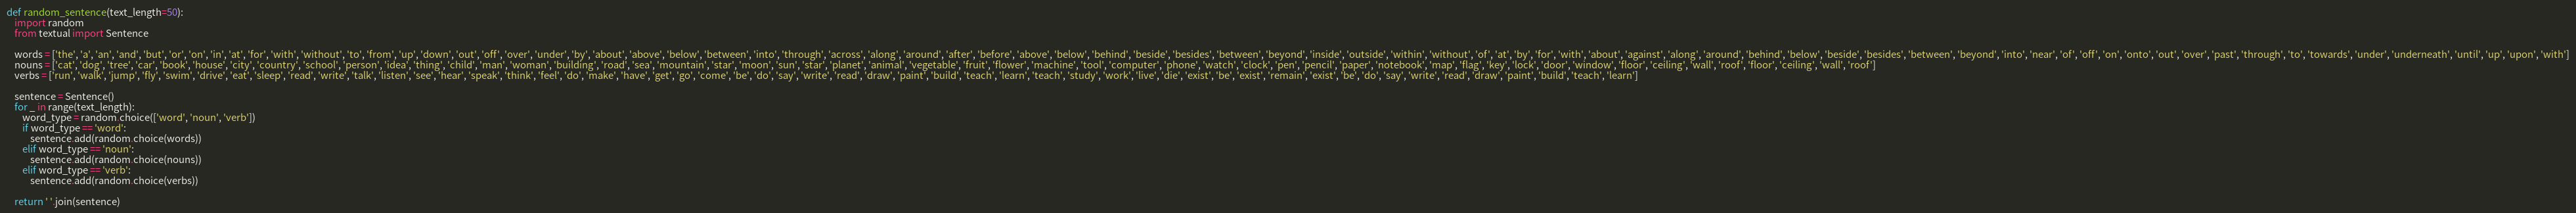 def random_sentence(text_length=50):
import random
from textual import Sentence
words = ['the', 'a', 'an', 'and', 'but', 'or', 'on', 'in', 'at', 'for', 'with', 'without', 'to', 'from', 'up', 'down', 'out', 'off', 'over', 'under', 'by', 'about', 'above', 'below', 'between', 'into', 'through', 'across', 'along', 'around', 'after', 'before', 'above', 'below', 'behind', 'beside', 'besides', 'between', 'beyond', 'inside', 'outside', 'within', 'without', 'of', 'at', 'by', 'for', 'with', 'about', 'against', 'along', 'around', 'behind', 'below', 'beside', 'besides', 'between', 'beyond', 'into', 'near', 'of', 'off', 'on', 'onto', 'out', 'over', 'past', 'through', 'to', 'towards', 'under', 'underneath', 'until', 'up', 'upon', 'with']
nouns = ['cat', 'dog', 'tree', 'car', 'book', 'house', 'city', 'country', 'school', 'person', 'idea', 'thing', 'child', 'man', 'woman', 'building', 'road', 'sea', 'mountain', 'star', 'moon', 'sun', 'star', 'planet', 'animal', 'vegetable', 'fruit', 'flower', 'machine', 'tool', 'computer', 'phone', 'watch', 'clock', 'pen', 'pencil', 'paper', 'notebook', 'map', 'flag', 'key', 'lock', 'door', 'window', 'floor', 'ceiling', 'wall', 'roof', 'floor', 'ceiling', 'wall', 'roof']
verbs = ['run', 'walk', 'jump', 'fly', 'swim', 'drive', 'eat', 'sleep', 'read', 'write', 'talk', 'listen', 'see', 'hear', 'speak', 'think', 'feel', 'do', 'make', 'have', 'get', 'go', 'come', 'be', 'do', 'say', 'write', 'read', 'draw', 'paint', 'build', 'teach', 'learn', 'teach', 'study', 'work', 'live', 'die', 'exist', 'be', 'exist', 'remain', 'exist', 'be', 'do', 'say', 'write', 'read', 'draw', 'paint', 'build', 'teach', 'learn']
sentence = Sentence()
for _ in range(text_length):
word_type = random.choice(['word', 'noun', 'verb'])
if word_type == 'word':
sentence.add(random.choice(words))
elif word_type == 'noun':
sentence.add(random.choice(nouns))
elif word_type == 'verb':
sentence.add(random.choice(verbs))
return ' '.join(sentence)